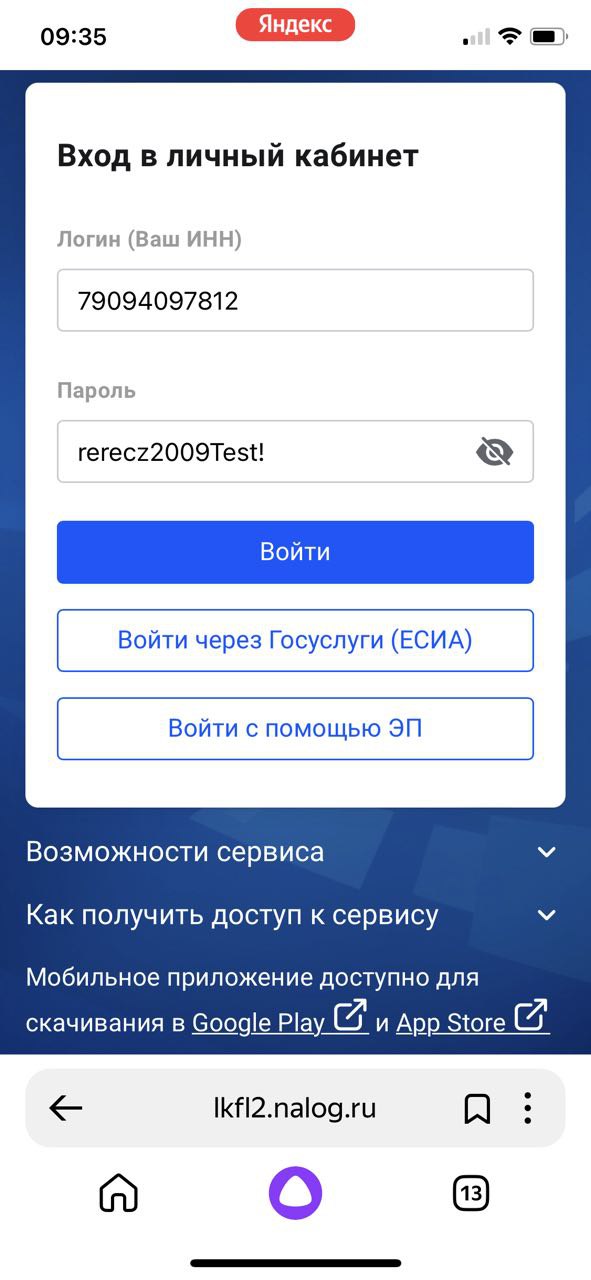 09:35
Яндекс
Вход в личный кабинет
Логин (Ваш ИНН)
79094097812
Пароль
rerecz2009Test!
Войти
Войти через Госуслуги (ЕСИА)
Войти с помощью ЭП
Возможности сервиса
Как получить доступ к сервису
Мобильное приложение доступно для
скачивания в Google Play и App Store
lkfl2.nalog.ru
13